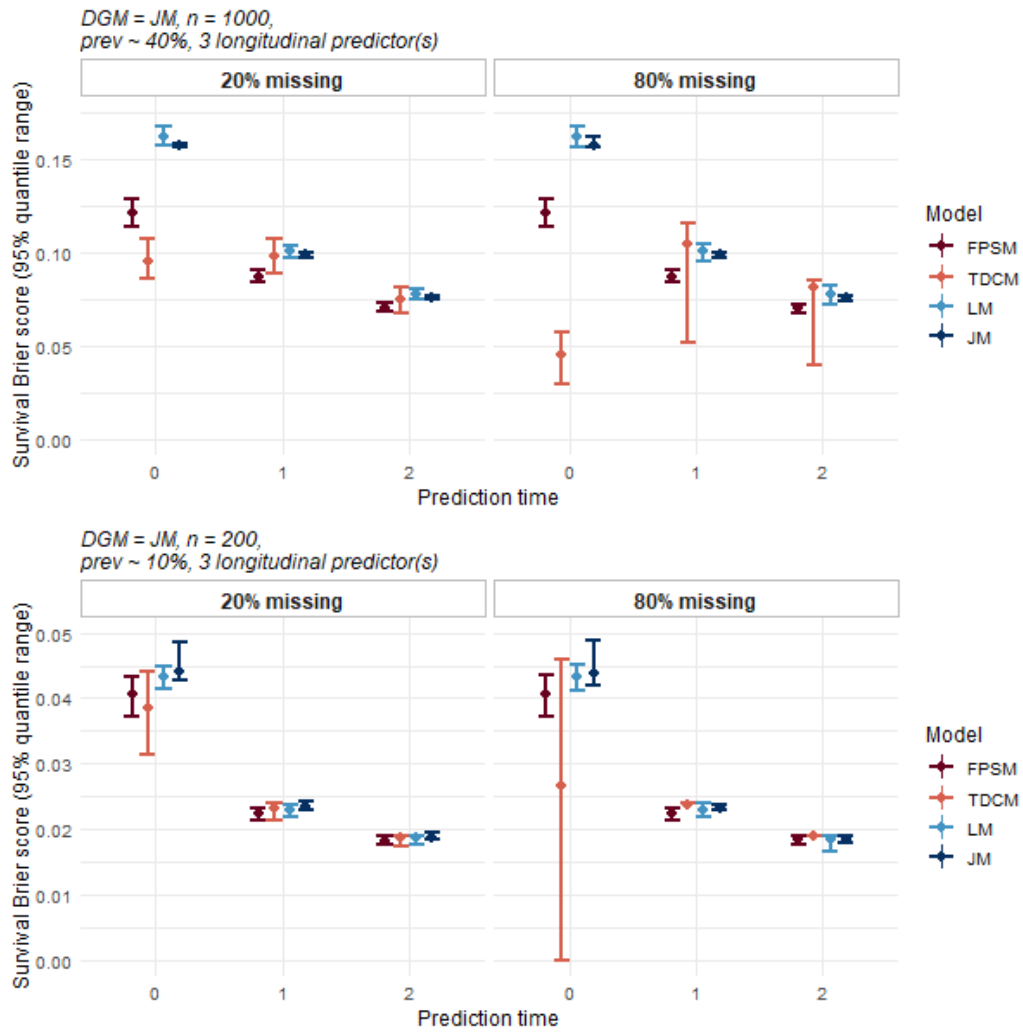 DGM = JM, n = 1000,
prev ~ 40%, 3 longitudinal predictor(s)
20% missing
80% missing
Survival Brier score (95% quantile range)
0.15
0.10
0.05
0.00
0
1
2
0
1
2
Prediction time
Model
FPSM
TDCM
LM
JM
DGM = JM, n = 200,
prev ~ 10%, 3 longitudinal predictor(s)
20% missing
80% missing
Survival Brier score (95% quantile range)
0.05
0.04
0.03
0.02
0.01
0.00
0
1
2
0
1
2
Prediction time
Model
FPSM
TDCM
LM
JM